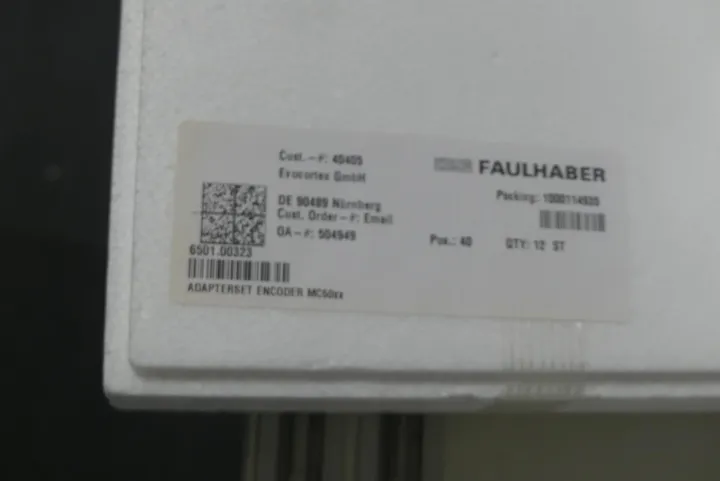 Cust.-#: 40405
Evocortex GmbH
FAULHABER
Packing: 1000114935
DE 90489 Nürnberg
Cust. Order-#: Email
OA-#: 504949
Pos.: 40
QTY: 12 ST
6501.00323
ADAPTERSET ENCODER MC50xx